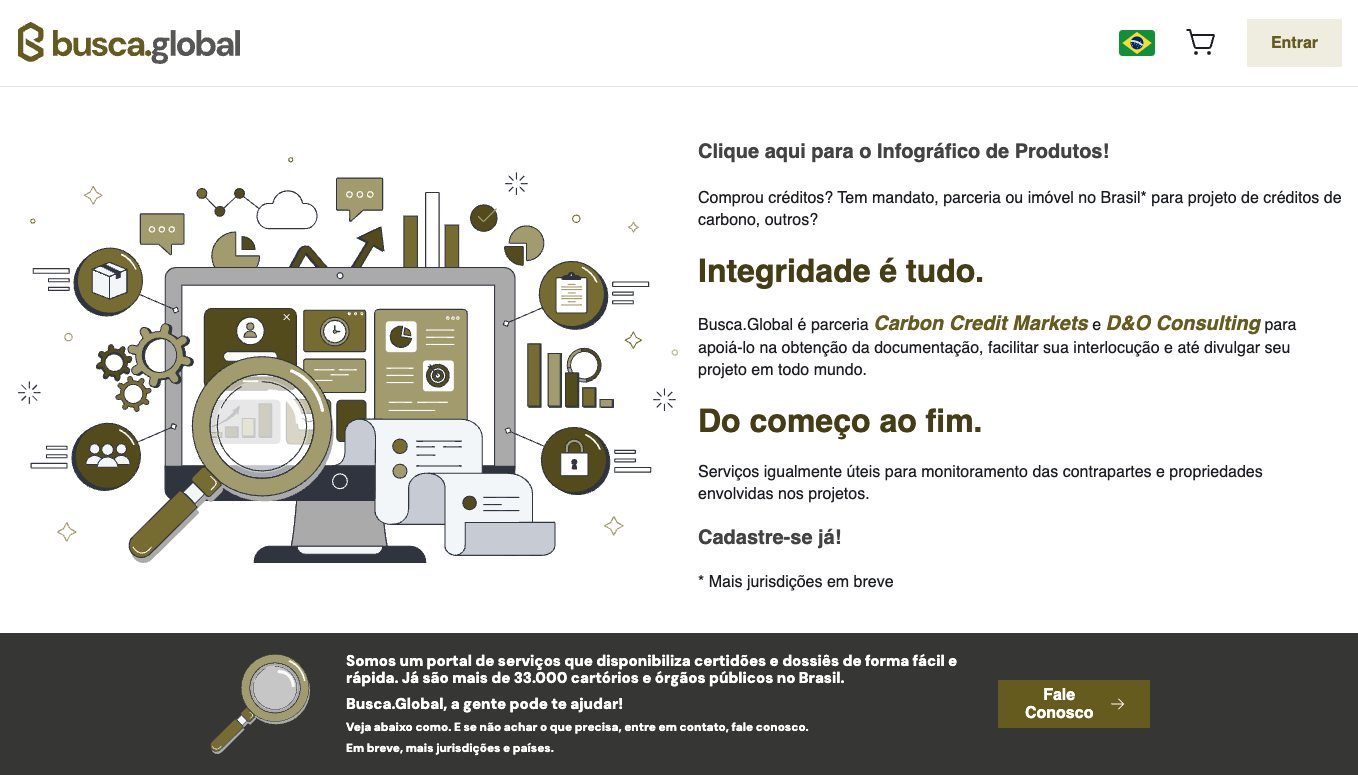 busca.global
Entrar
Clique aqui para o Infográfico de Produtos!
Comprou créditos? Tem mandato, parceria ou imóvel no Brasil* para projeto de créditos de
carbono, outros?
Integridade é tudo.
Busca.Global é parceria Carbon Credit Markets e D&O Consulting para
apoiá-lo na obtenção da documentação, facilitar sua interlocução e até divulgar seu
projeto em todo mundo.
Do começo ao fim.
Serviços igualmente úteis para monitoramento das contrapartes e propriedades
envolvidas nos projetos.
Cadastre-se já!
* Mais jurisdições em breve
Somos um portal de serviços que disponibiliza certidões e dossiês de forma fácil e
rápida. Já são mais de 33.000 cartórios e órgãos públicos no Brasil.
Busca.Global, a gente pode te ajudar!
Veja abaixo como. E se não achar o que precisa, entre em contato, fale conosco.
Em breve, mais jurisdições e países.
Fale
Conosco